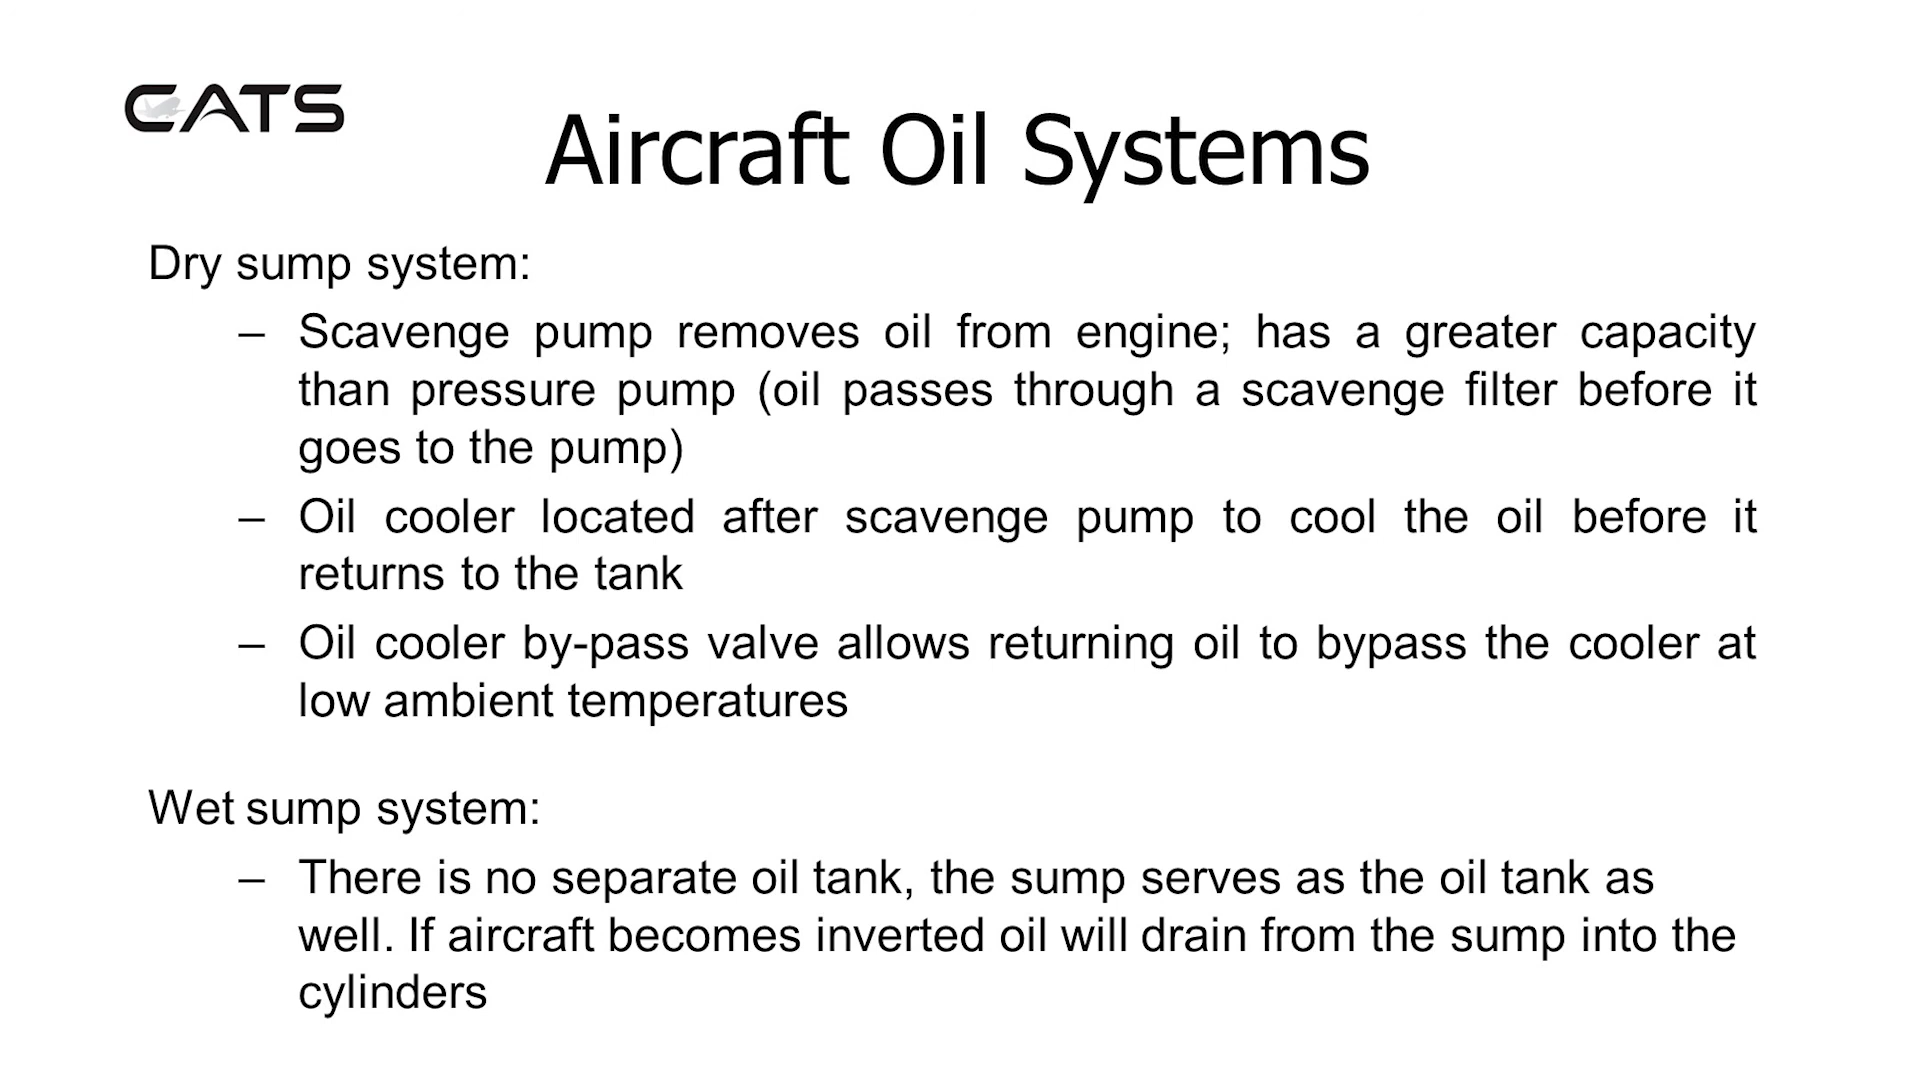 CATS
Aircraft Oil Systems
Dry sump system:
– Scavenge pump removes oil from engine; has a greater capacity
than pressure pump (oil passes through a scavenge filter before it
goes to the pump)
– Oil cooler located after scavenge pump to cool the oil before it
returns to the tank
– Oil cooler by-pass valve allows returning oil to bypass the cooler at
low ambient temperatures
Wet sump system:
– There is no separate oil tank, the sump serves as the oil tank as
well. If aircraft becomes inverted oil will drain from the sump into the
cylinders